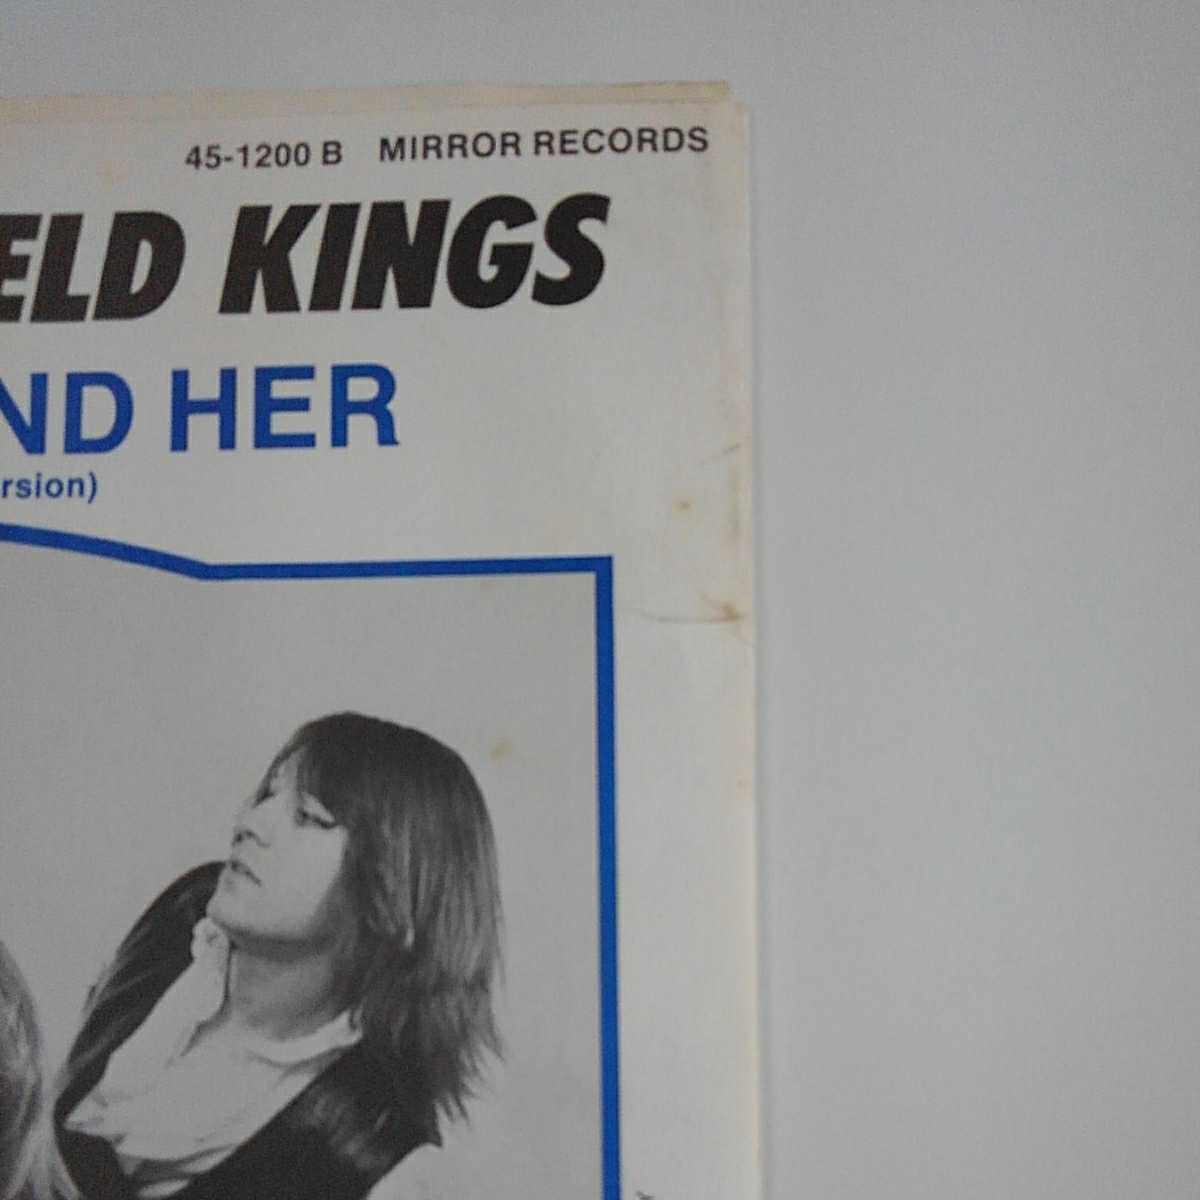 45-1200 B MIRROR RECORDS
ELD KINGS
ND HER
rsion)